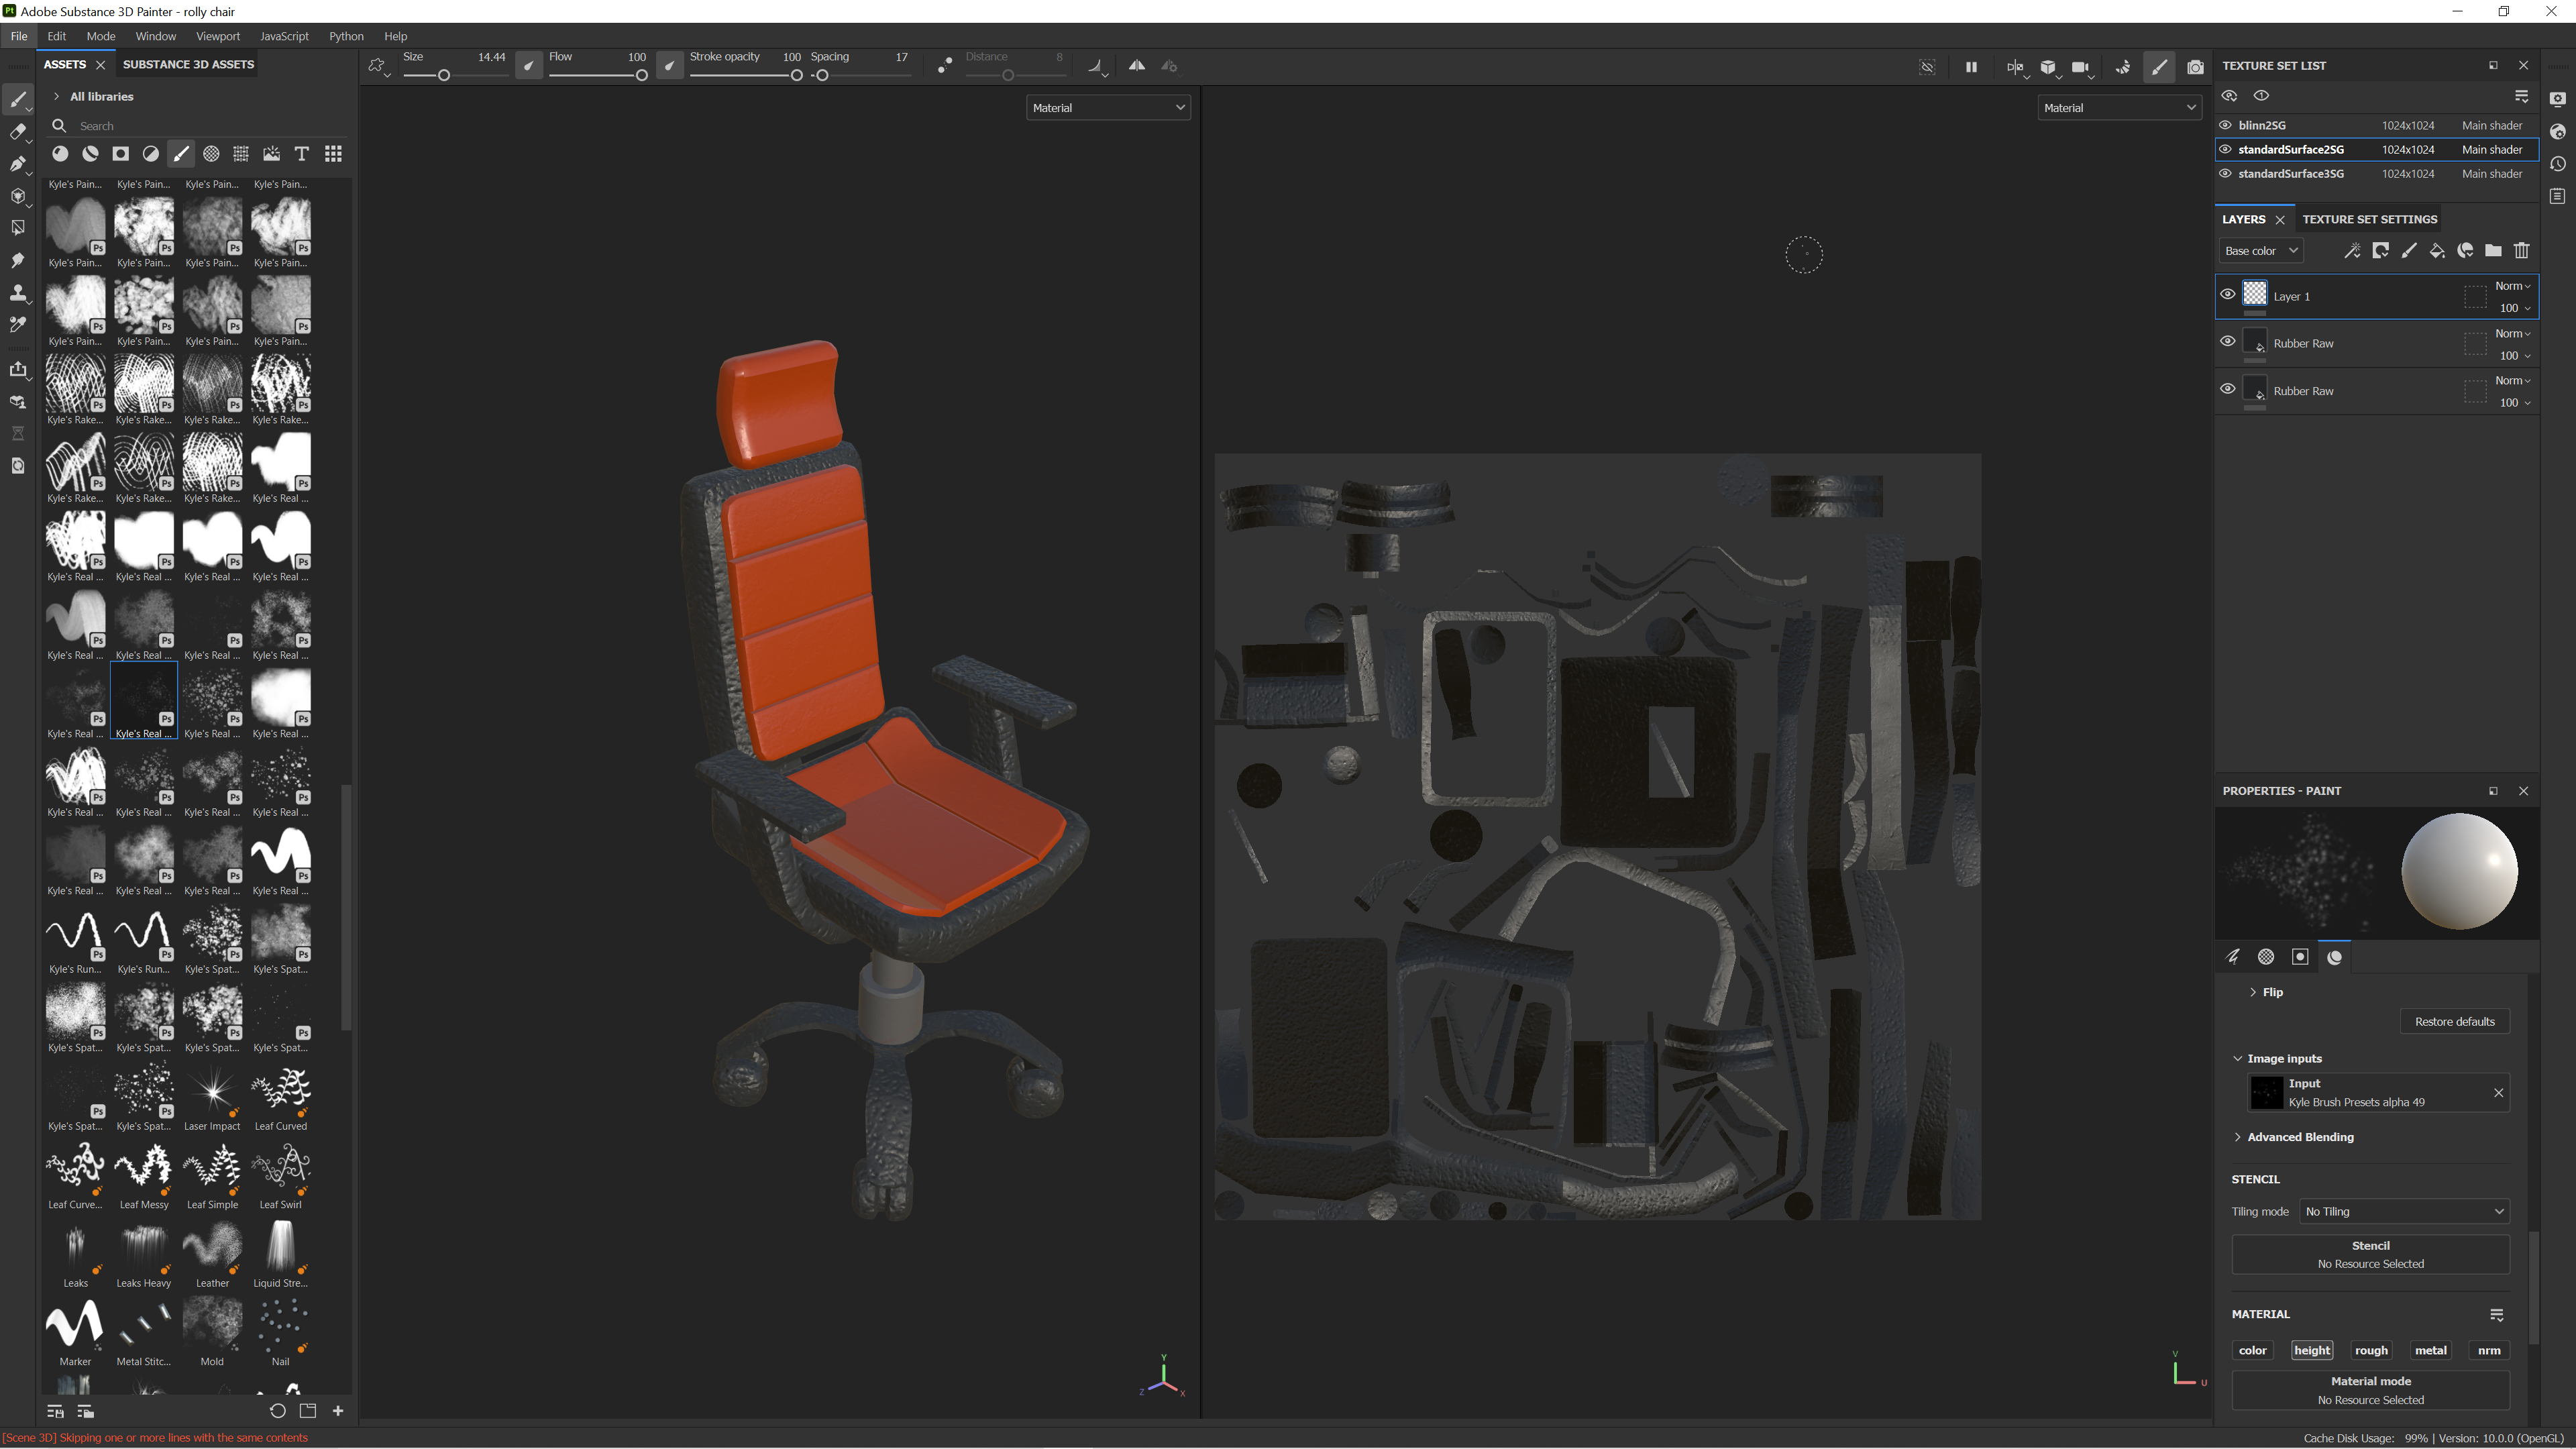 Adobe Substance 3D Painter - rolly chair
File Edit Mode Window Viewport JavaScript Python Help
ASSETS SUBSTANCE 3D ASSETS
Size 14.44 Flow 100 Stroke opacity 100 Spacing 17 Distance 8
All libraries
Search
Material
Material
Kyle's Pain... Kyle's Pain... Kyle's Pain... Kyle's Pain...
Kyle's Pain... Kyle's Pain... Kyle's Pain... Kyle's Pain...
Kyle's Pain... Kyle's Pain... Kyle's Pain... Kyle's Pain...
Kyle's Rake... Kyle's Rake... Kyle's Rake... Kyle's Rake...
Kyle's Rake... Kyle's Rake... Kyle's Rake... Kyle's Real ...
Kyle's Real ... Kyle's Real ... Kyle's Real ... Kyle's Real ...
Kyle's Real ... Kyle's Real ... Kyle's Real ... Kyle's Real ...
Kyle's Real ... Kyle's Real ... Kyle's Real ... Kyle's Real ...
Kyle's Real ... Kyle's Real ... Kyle's Real ... Kyle's Real ...
Kyle's Real ... Kyle's Real ... Kyle's Real ... Kyle's Real ...
Kyle's Run... Kyle's Run... Kyle's Spat... Kyle's Spat...
Kyle's Spat... Kyle's Spat... Kyle's Spat... Kyle's Spat...
Kyle's Spat... Kyle's Spat... Laser Impact Leaf Curved
Leaf Curve... Leaf Messy Leaf Simple Leaf Swirl
Leaks Leaks Heavy Leather Liquid Stre...
Marker Metal Stitc... Mold Nail
Y
Z X
V
U
TEXTURE SET LIST
blinn2SG 1024x1024 Main shader
standardSurface2SG 1024x1024 Main shader
standardSurface3SG 1024x1024 Main shader
LAYERS TEXTURE SET SETTINGS
Base color
Layer 1 Norm 100
Rubber Raw Norm 100
Rubber Raw Norm 100
PROPERTIES - PAINT
Flip
Restore defaults
Image inputs
Input
Kyle Brush Presets alpha 49
Advanced Blending
STENCIL
Tiling mode No Tiling
Stencil
No Resource Selected
MATERIAL
color height rough metal nrm
Material mode
No Resource Selected
[Scene 3D] Skipping one or more lines with the same contents
Cache Disk Usage: 99% | Version: 10.0.0 (OpenGL)